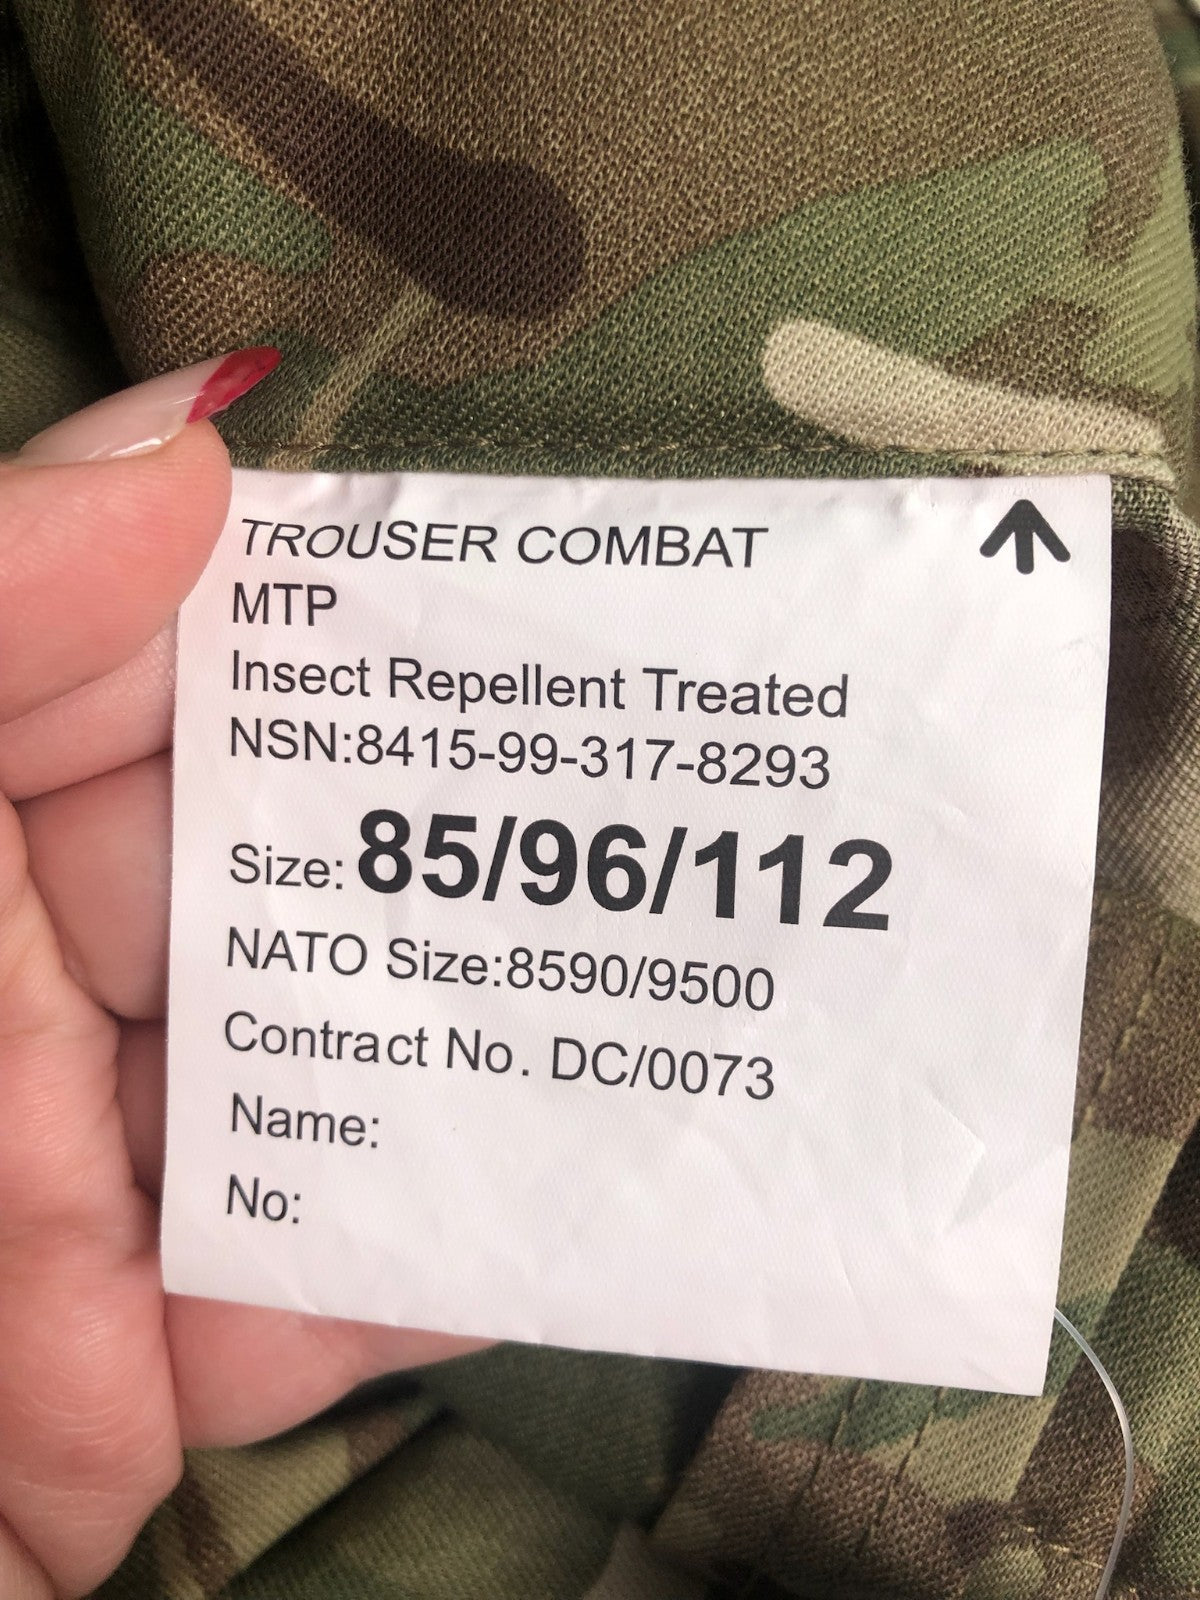 TROUSER COMBAT
MTP
Insect Repellent Treated
NSN:8415-99-317-8293
Size: 85/96/112
NATO Size:8590/9500
Contract No. DC/0073
Name:
No: